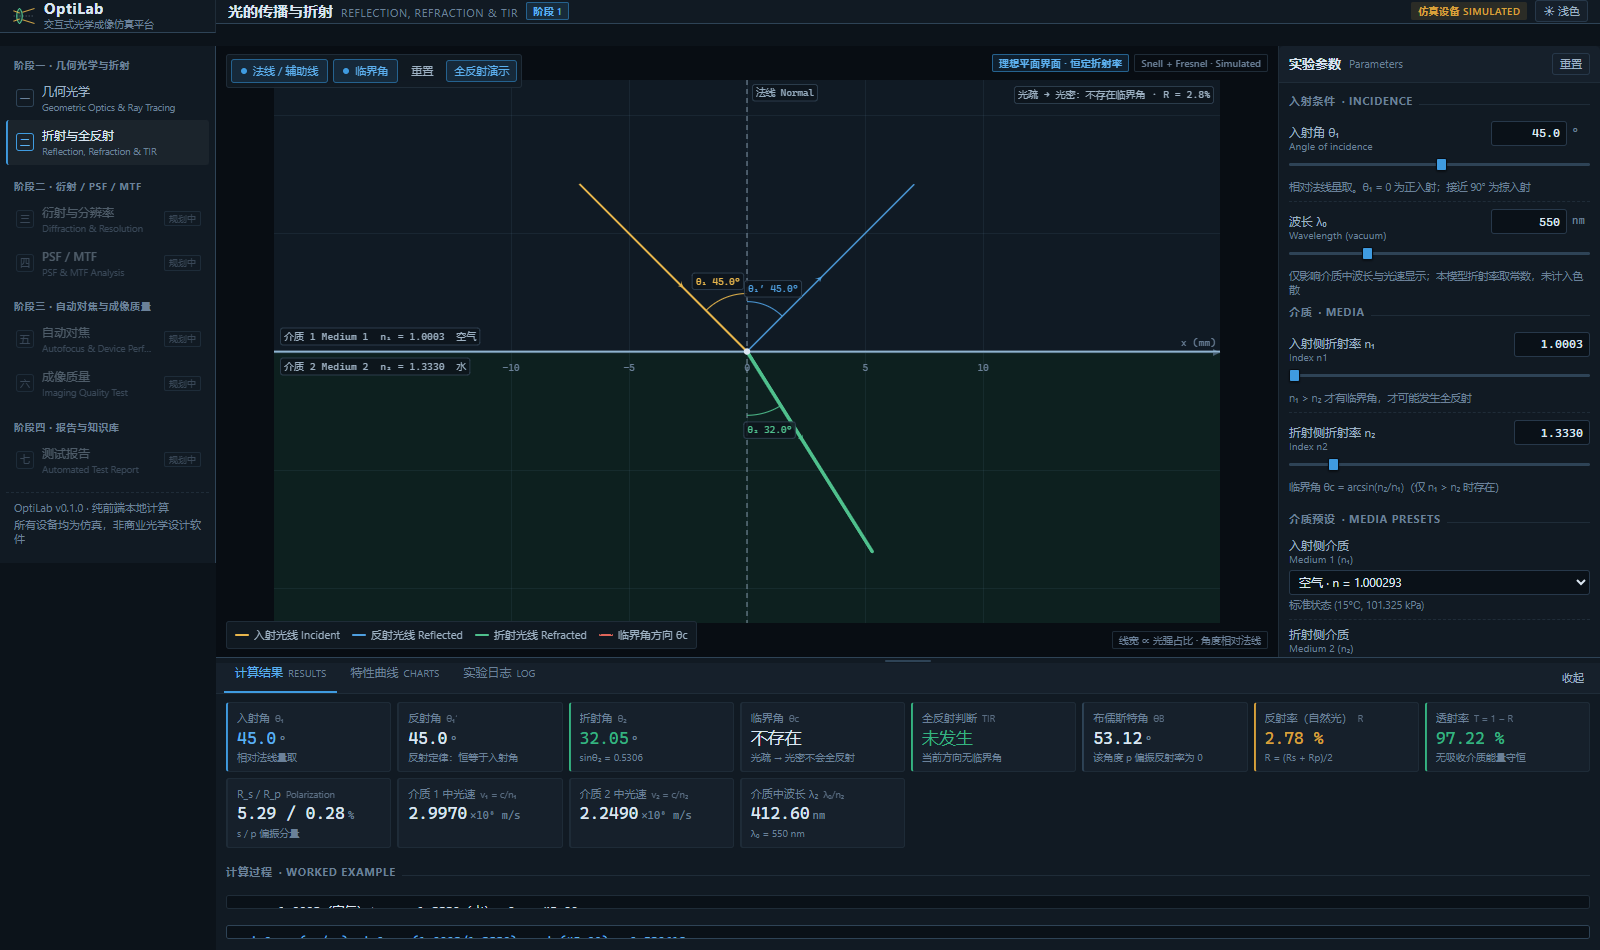 OptiLab
交互式光学成像仿真平台
光的传播与折射 REFLECTION, REFRACTION & TIR 阶段 1
仿真设备 SIMULATED
☀ 浅色
阶段一 · 几何光学与折射
一 几何光学
Geometric Optics & Ray Tracing
二 折射与全反射
Reflection, Refraction & TIR
阶段二 · 衍射 / PSF / MTF
三 衍射与分辨率 规划中
Diffraction & Resolution
四 PSF / MTF 规划中
PSF & MTF Analysis
阶段三 · 自动对焦与成像质量
五 自动对焦 规划中
Autofocus & Device Perf...
六 成像质量 规划中
Imaging Quality Test
阶段四 · 报告与知识库
七 测试报告 规划中
Automated Test Report
OptiLab v0.1.0 · 纯前端本地计算
所有设备均为仿真，非商业光学设计软
件
法线 / 辅助线 临界角 重置 全反射演示
理想平面界面 · 恒定折射率 Snell + Fresnel · Simulated
法线 Normal
光疏 → 光密: 不存在临界角 · R = 2.8%
θ₁ 45.0°
θ₁′ 45.0°
介质 1 Medium 1 n₁ = 1.0003 空气
x (mm)
介质 2 Medium 2 n₂ = 1.3330 水
−10 −5 0 5 10
θ₂ 32.0°
入射光线 Incident 反射光线 Reflected 折射光线 Refracted 临界角方向 θc
线宽 ∝ 光强占比 · 角度相对法线
实验参数 Parameters 重置
入射条件 · INCIDENCE
入射角 θ₁ 45.0 °
Angle of incidence
相对法线量取。θ₁ = 0 为正入射；接近 90° 为掠入射
波长 λ₀ 550 nm
Wavelength (vacuum)
仅影响介质中波长与光速显示；本模型折射率取常数，未计入色
散
介质 · MEDIA
入射侧折射率 n₁ 1.0003
Index n1
n₁ > n₂ 才有临界角，才可能发生全反射
折射侧折射率 n₂ 1.3330
Index n2
临界角 θc = arcsin(n₂/n₁)（仅 n₁ > n₂ 时存在）
介质预设 · MEDIA PRESETS
入射侧介质
Medium 1 (n₁)
空气 · n = 1.000293
标准状态 (15°C, 101.325 kPa)
折射侧介质
Medium 2 (n₂)
计算结果 RESULTS 特性曲线 CHARTS 实验日志 LOG 收起
入射角 θ₁
45.0 °
相对法线量取
反射角 θ₁′
45.0 °
反射定律：恒等于入射角
折射角 θ₂
32.05 °
sinθ₂ = 0.5306
临界角 θc
不存在
光疏 → 光密不会全反射
全反射判断 TIR
未发生
当前方向无临界角
布儒斯特角 θB
53.12 °
该角度 p 偏振反射率为 0
反射率（自然光） R
2.78 %
R = (Rs + Rp)/2
透射率 T = 1 − R
97.22 %
无吸收介质能量守恒
R_s / R_p Polarization
5.29 / 0.28 %
s / p 偏振分量
介质 1 中光速 v₁ = c/n₁
2.9970 ×10⁸ m/s
介质 2 中光速 v₂ = c/n₂
2.2490 ×10⁸ m/s
介质中波长 λ₂ λ₀/n₂
412.60 nm
λ₀ = 550 nm
计算过程 · WORKED EXAMPLE